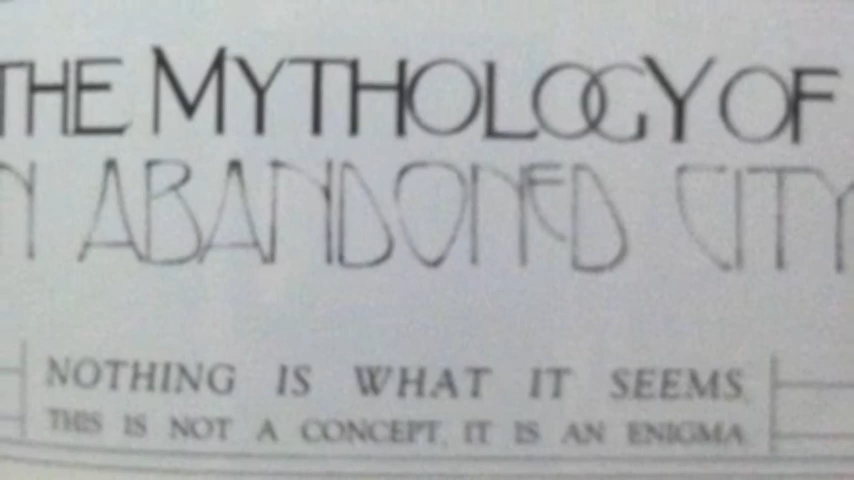 THE MYTHOLOGY OF
N ABANDONED CITY
NOTHING IS WHAT IT SEEMS.
THIS IS NOT A CONCEPT, IT IS AN ENIGMA